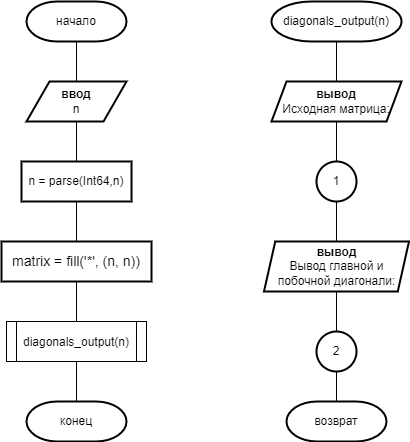 начало
ввод
n
n = parse(Int64,n)
matrix = fill('*', (n, n))
diagonals_output(n)
конец
diagonals_output(n)
вывод
Исходная матрица:
1
вывод
Вывод главной и
побочной диагонали:
2
возврат